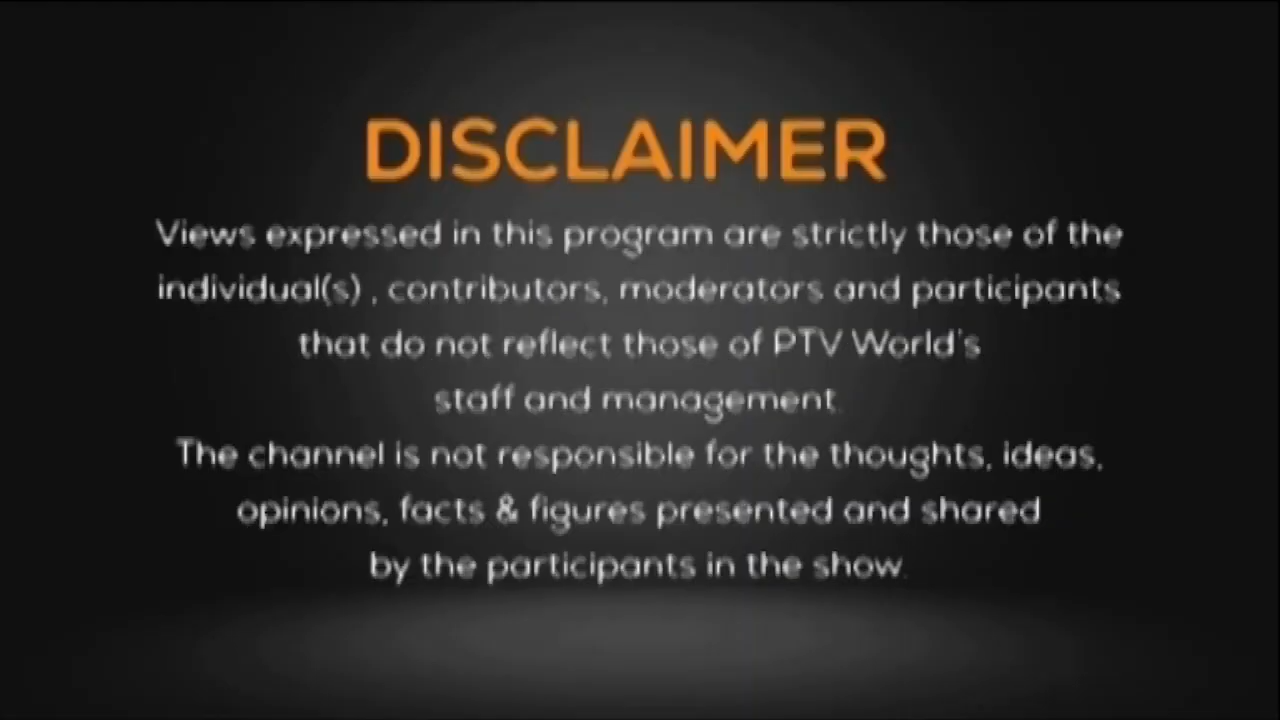 DISCLAIMER
Views expressed in this program are strictly those of the
individual(s) , contributors, moderators and participants
that do not reflect those of PTV World's
staff and management.
The channel is not responsible for the thoughts, ideas,
opinions, facts & figures presented and shared
by the participants in the show.